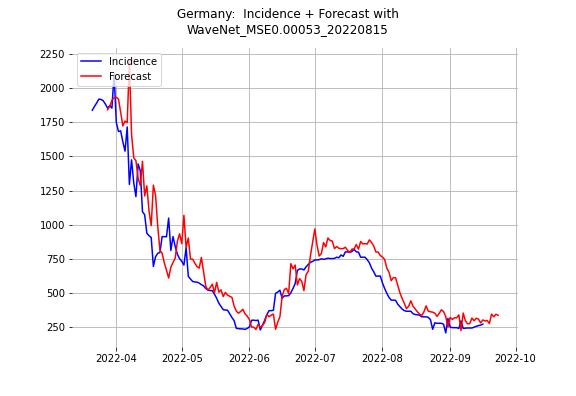 Germany:  Incidence + Forecast with
WaveNet_MSE0.00053_20220815
Incidence
Forecast
2250
2000
1750
1500
1250
1000
750
500
250
2022-04 2022-05 2022-06 2022-07 2022-08 2022-09 2022-10